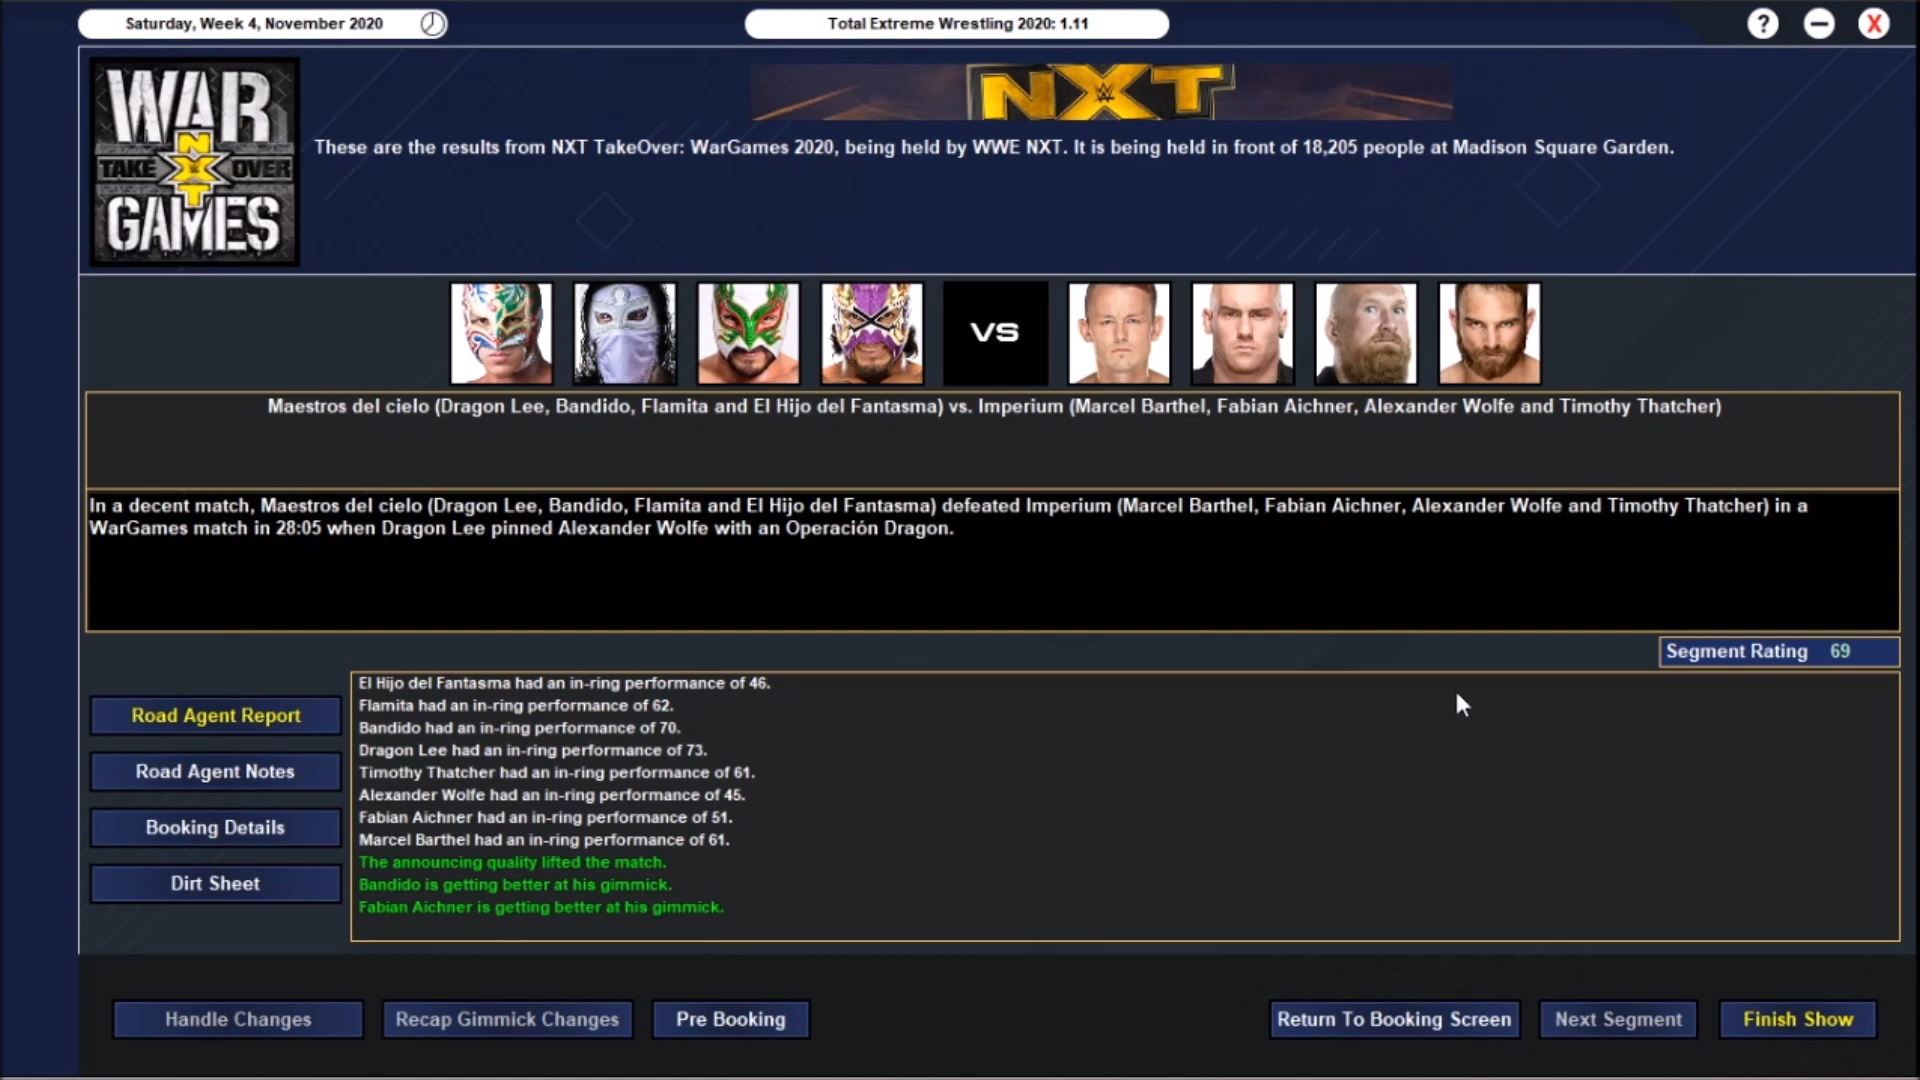 Saturday, Week 4, November 2020
Total Extreme Wrestling 2020: 1.11
?
X
WAR
NXT
TAKE OVER
GAMES
NXT
W
These are the results from NXT TakeOver: WarGames 2020, being held by WWE NXT. It is being held in front of 18,205 people at Madison Square Garden.
VS
Maestros del cielo (Dragon Lee, Bandido, Flamita and El Hijo del Fantasma) vs. Imperium (Marcel Barthel, Fabian Aichner, Alexander Wolfe and Timothy Thatcher)
In a decent match, Maestros del cielo (Dragon Lee, Bandido, Flamita and El Hijo del Fantasma) defeated Imperium (Marcel Barthel, Fabian Aichner, Alexander Wolfe and Timothy Thatcher) in a
WarGames match in 28:05 when Dragon Lee pinned Alexander Wolfe with an Operación Dragon.
Segment Rating 69
Road Agent Report
Road Agent Notes
Booking Details
Dirt Sheet
El Hijo del Fantasma had an in-ring performance of 46.
Flamita had an in-ring performance of 62.
Bandido had an in-ring performance of 70.
Dragon Lee had an in-ring performance of 73.
Timothy Thatcher had an in-ring performance of 61.
Alexander Wolfe had an in-ring performance of 45.
Fabian Aichner had an in-ring performance of 51.
Marcel Barthel had an in-ring performance of 61.
The announcing quality lifted the match.
Bandido is getting better at his gimmick.
Fabian Aichner is getting better at his gimmick.
Handle Changes
Recap Gimmick Changes
Pre Booking
Return To Booking Screen
Next Segment
Finish Show